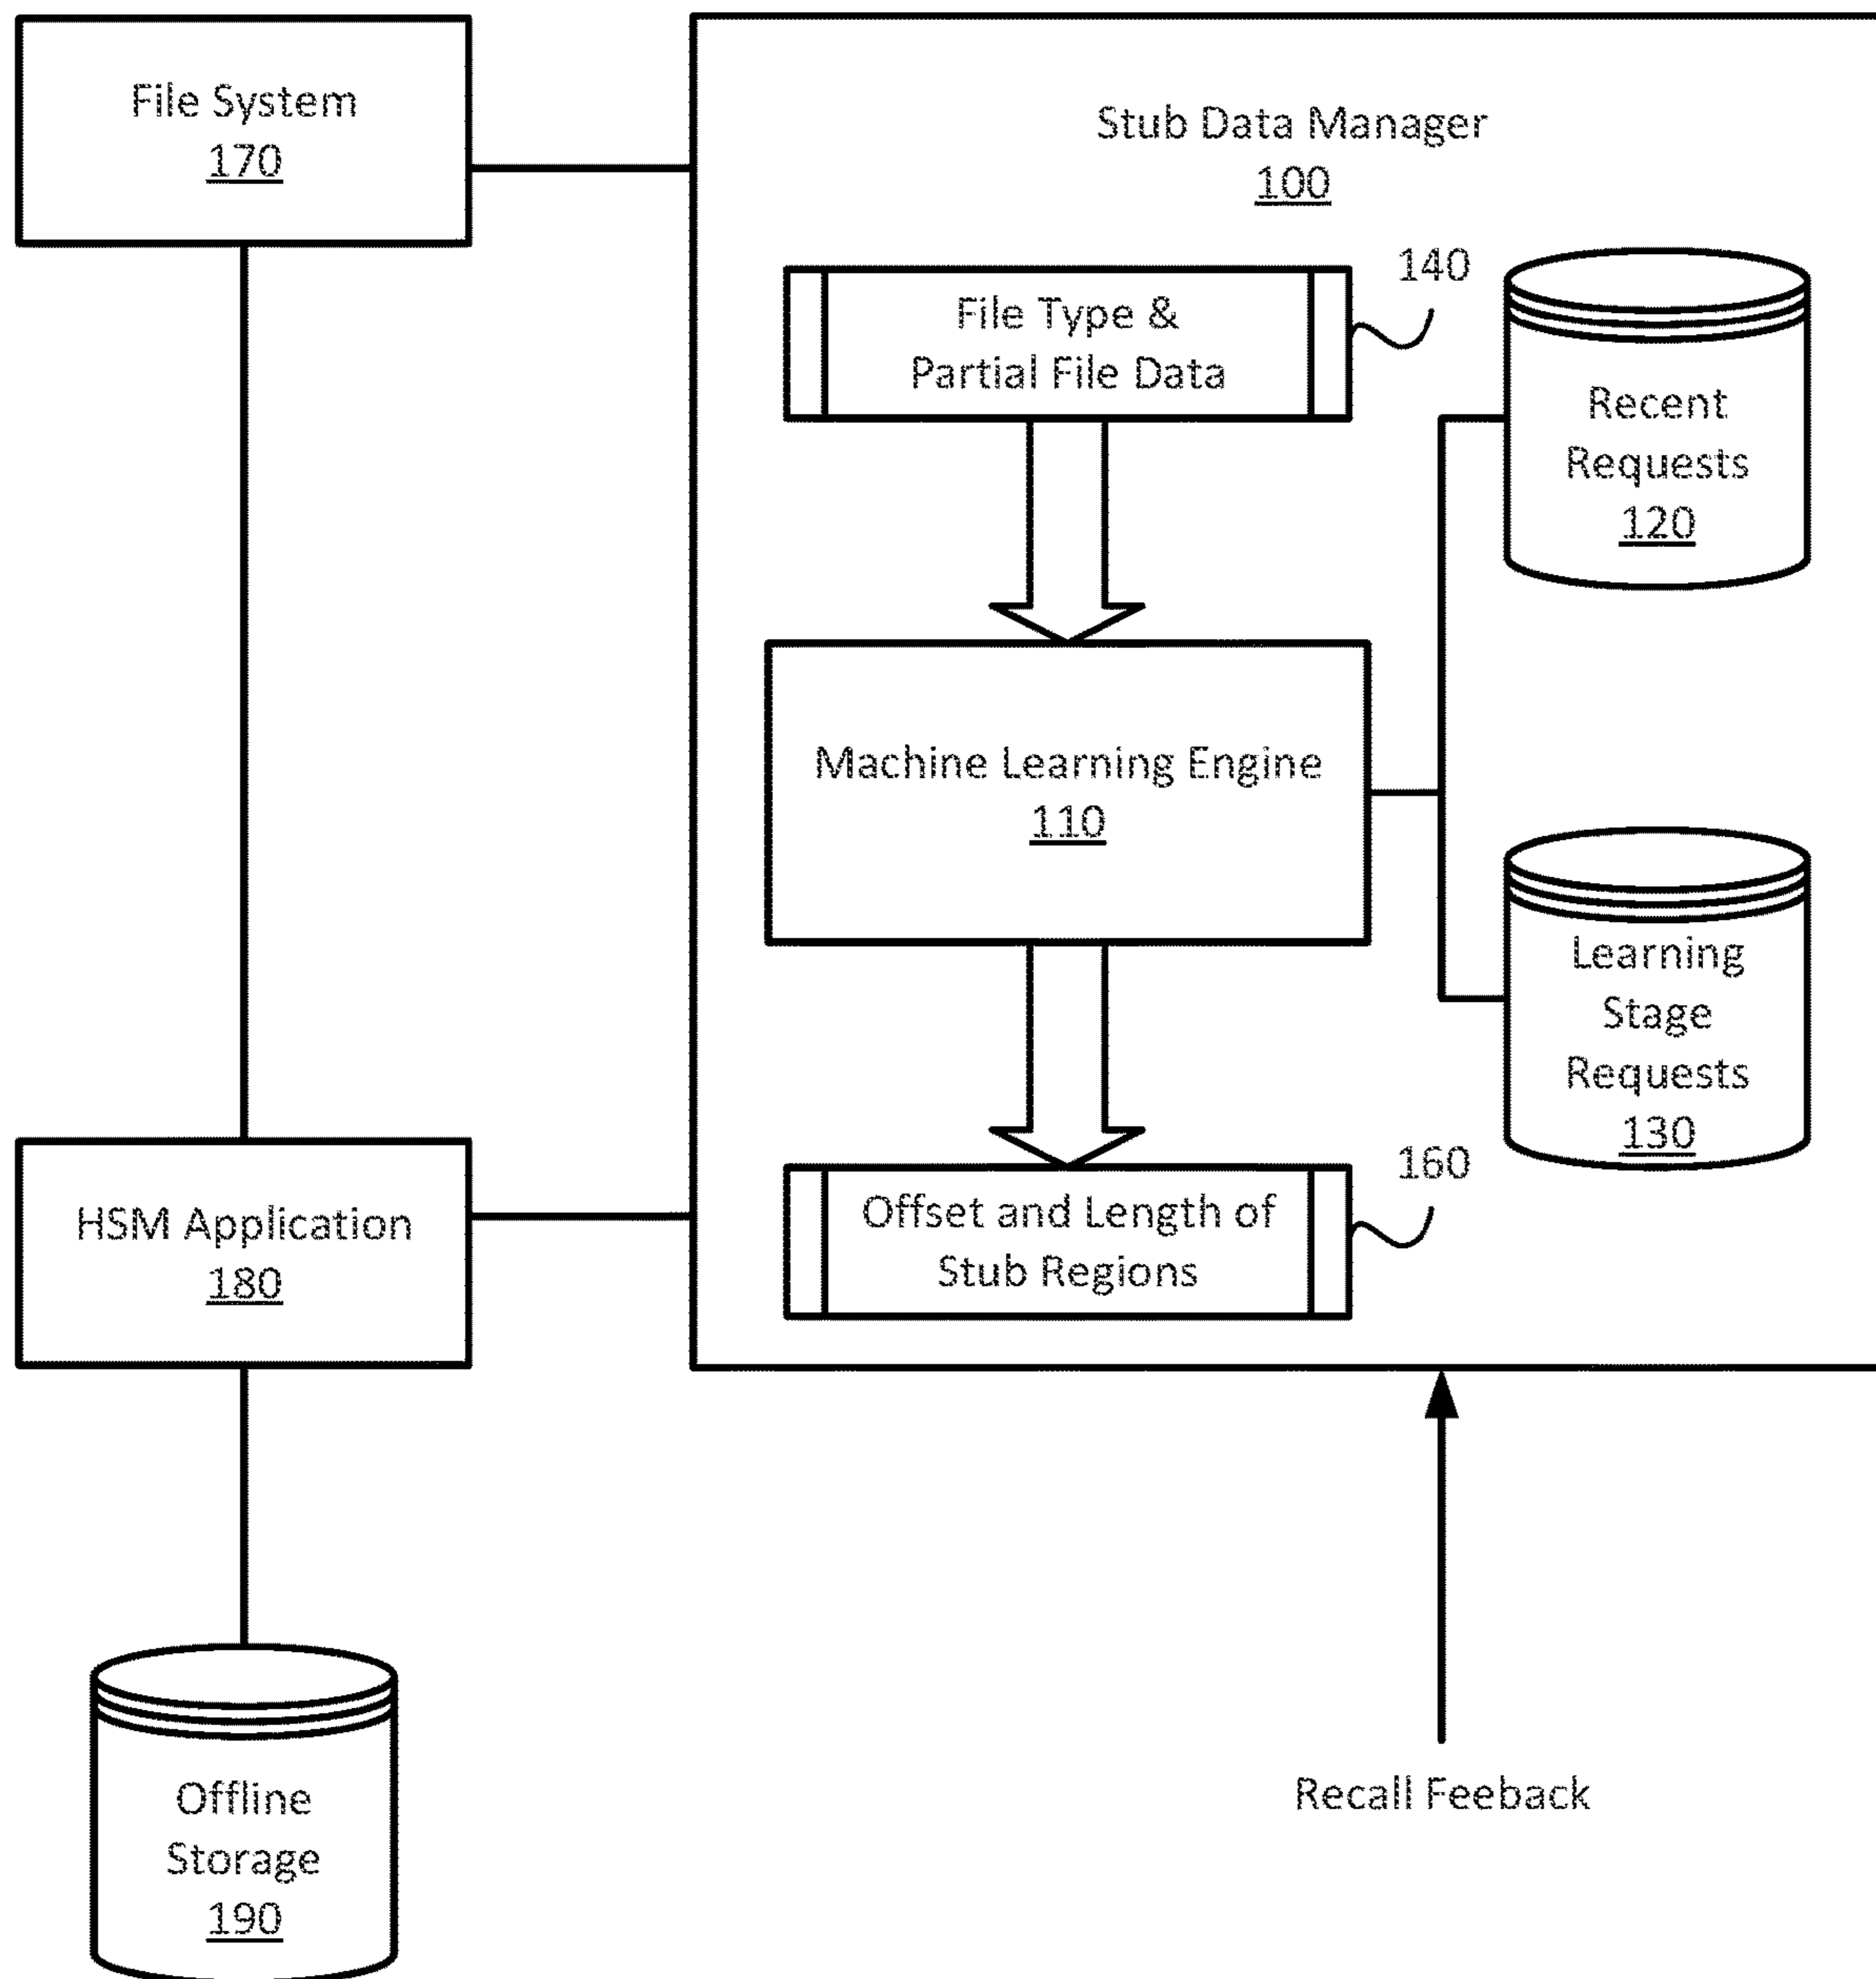 File System
170
Stub Data Manager
100
File Type &
Partial File Data
140
Recent
Requests
120
Machine Learning Engine
110
Learning
Stage
Requests
130
HSM Application
180
Offset and Length of
Stub Regions
160
Offline
Storage
190
Recall Feeback